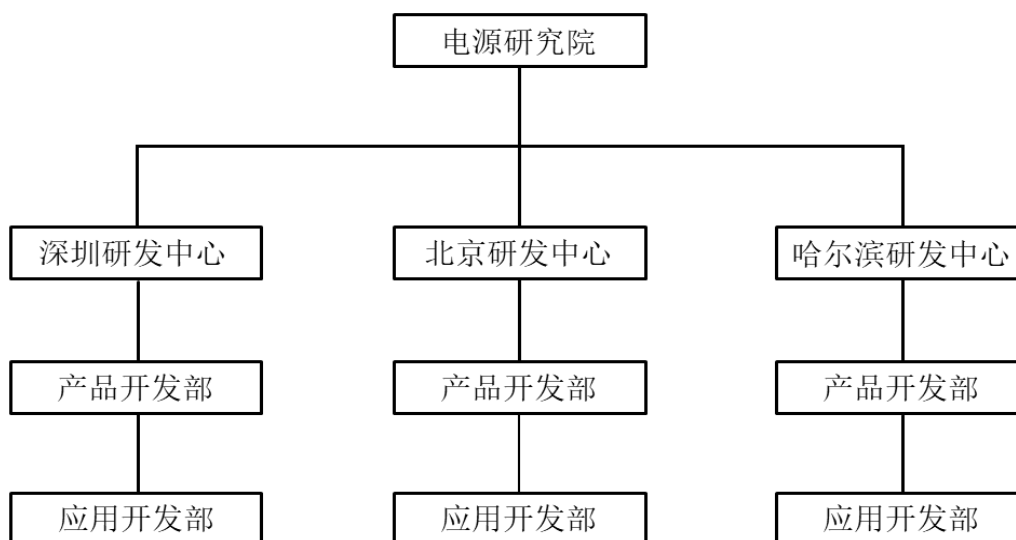 电源研究院
深圳研发中心
北京研发中心
哈尔滨研发中心
产品开发部
产品开发部
产品开发部
应用开发部
应用开发部
应用开发部